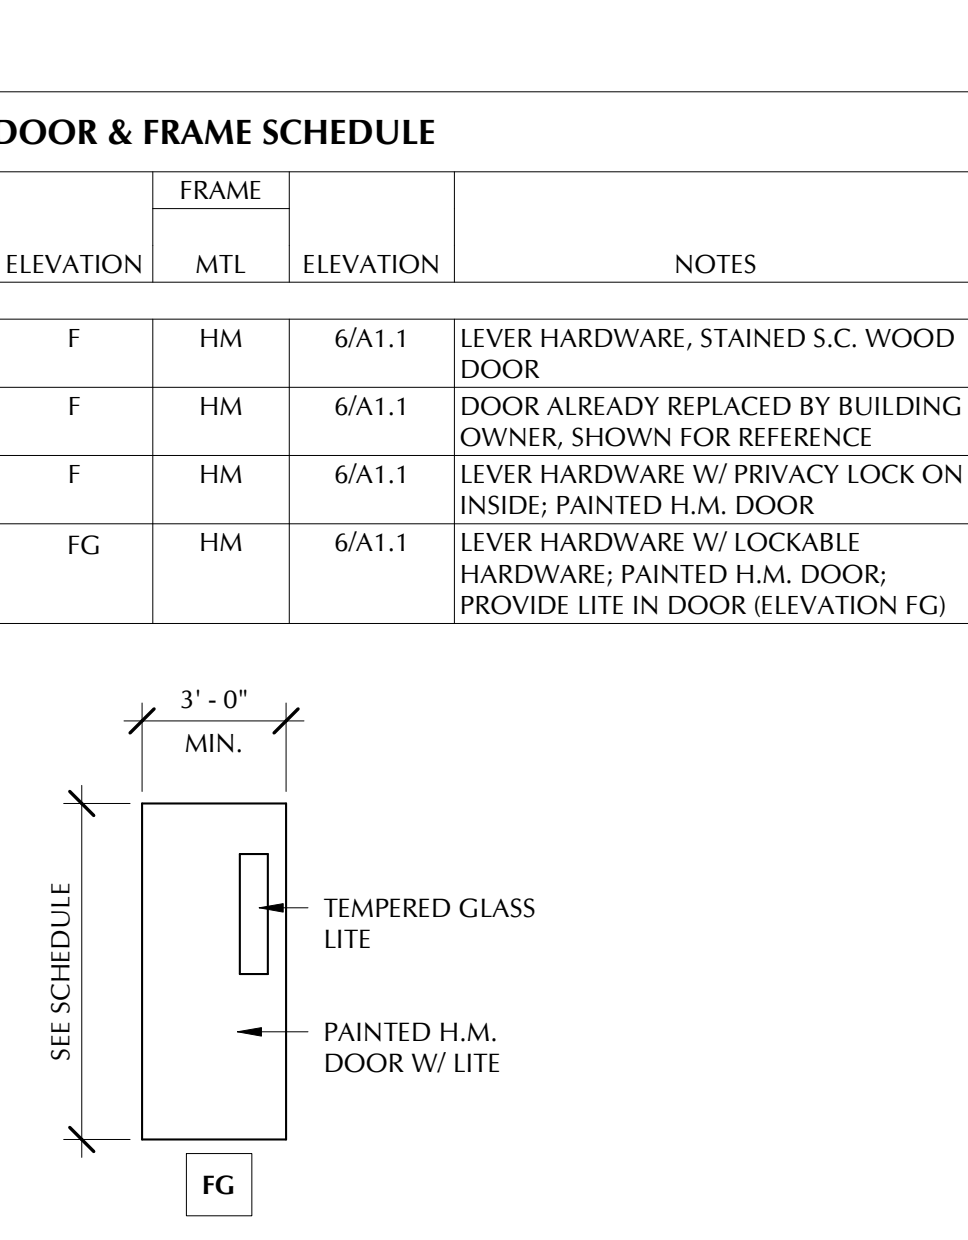 DOOR & FRAME SCHEDULE
FRAME
ELEVATION MTL ELEVATION NOTES
F HM 6/A1.1 LEVER HARDWARE, STAINED S.C. WOOD
DOOR
F HM 6/A1.1 DOOR ALREADY REPLACED BY BUILDING
OWNER, SHOWN FOR REFERENCE
F HM 6/A1.1 LEVER HARDWARE W/ PRIVACY LOCK ON
INSIDE; PAINTED H.M. DOOR
FG HM 6/A1.1 LEVER HARDWARE W/ LOCKABLE
HARDWARE; PAINTED H.M. DOOR;
PROVIDE LITE IN DOOR (ELEVATION FG)
3' - 0"
MIN.
SEE SCHEDULE
TEMPERED GLASS
LITE
PAINTED H.M.
DOOR W/ LITE
FG